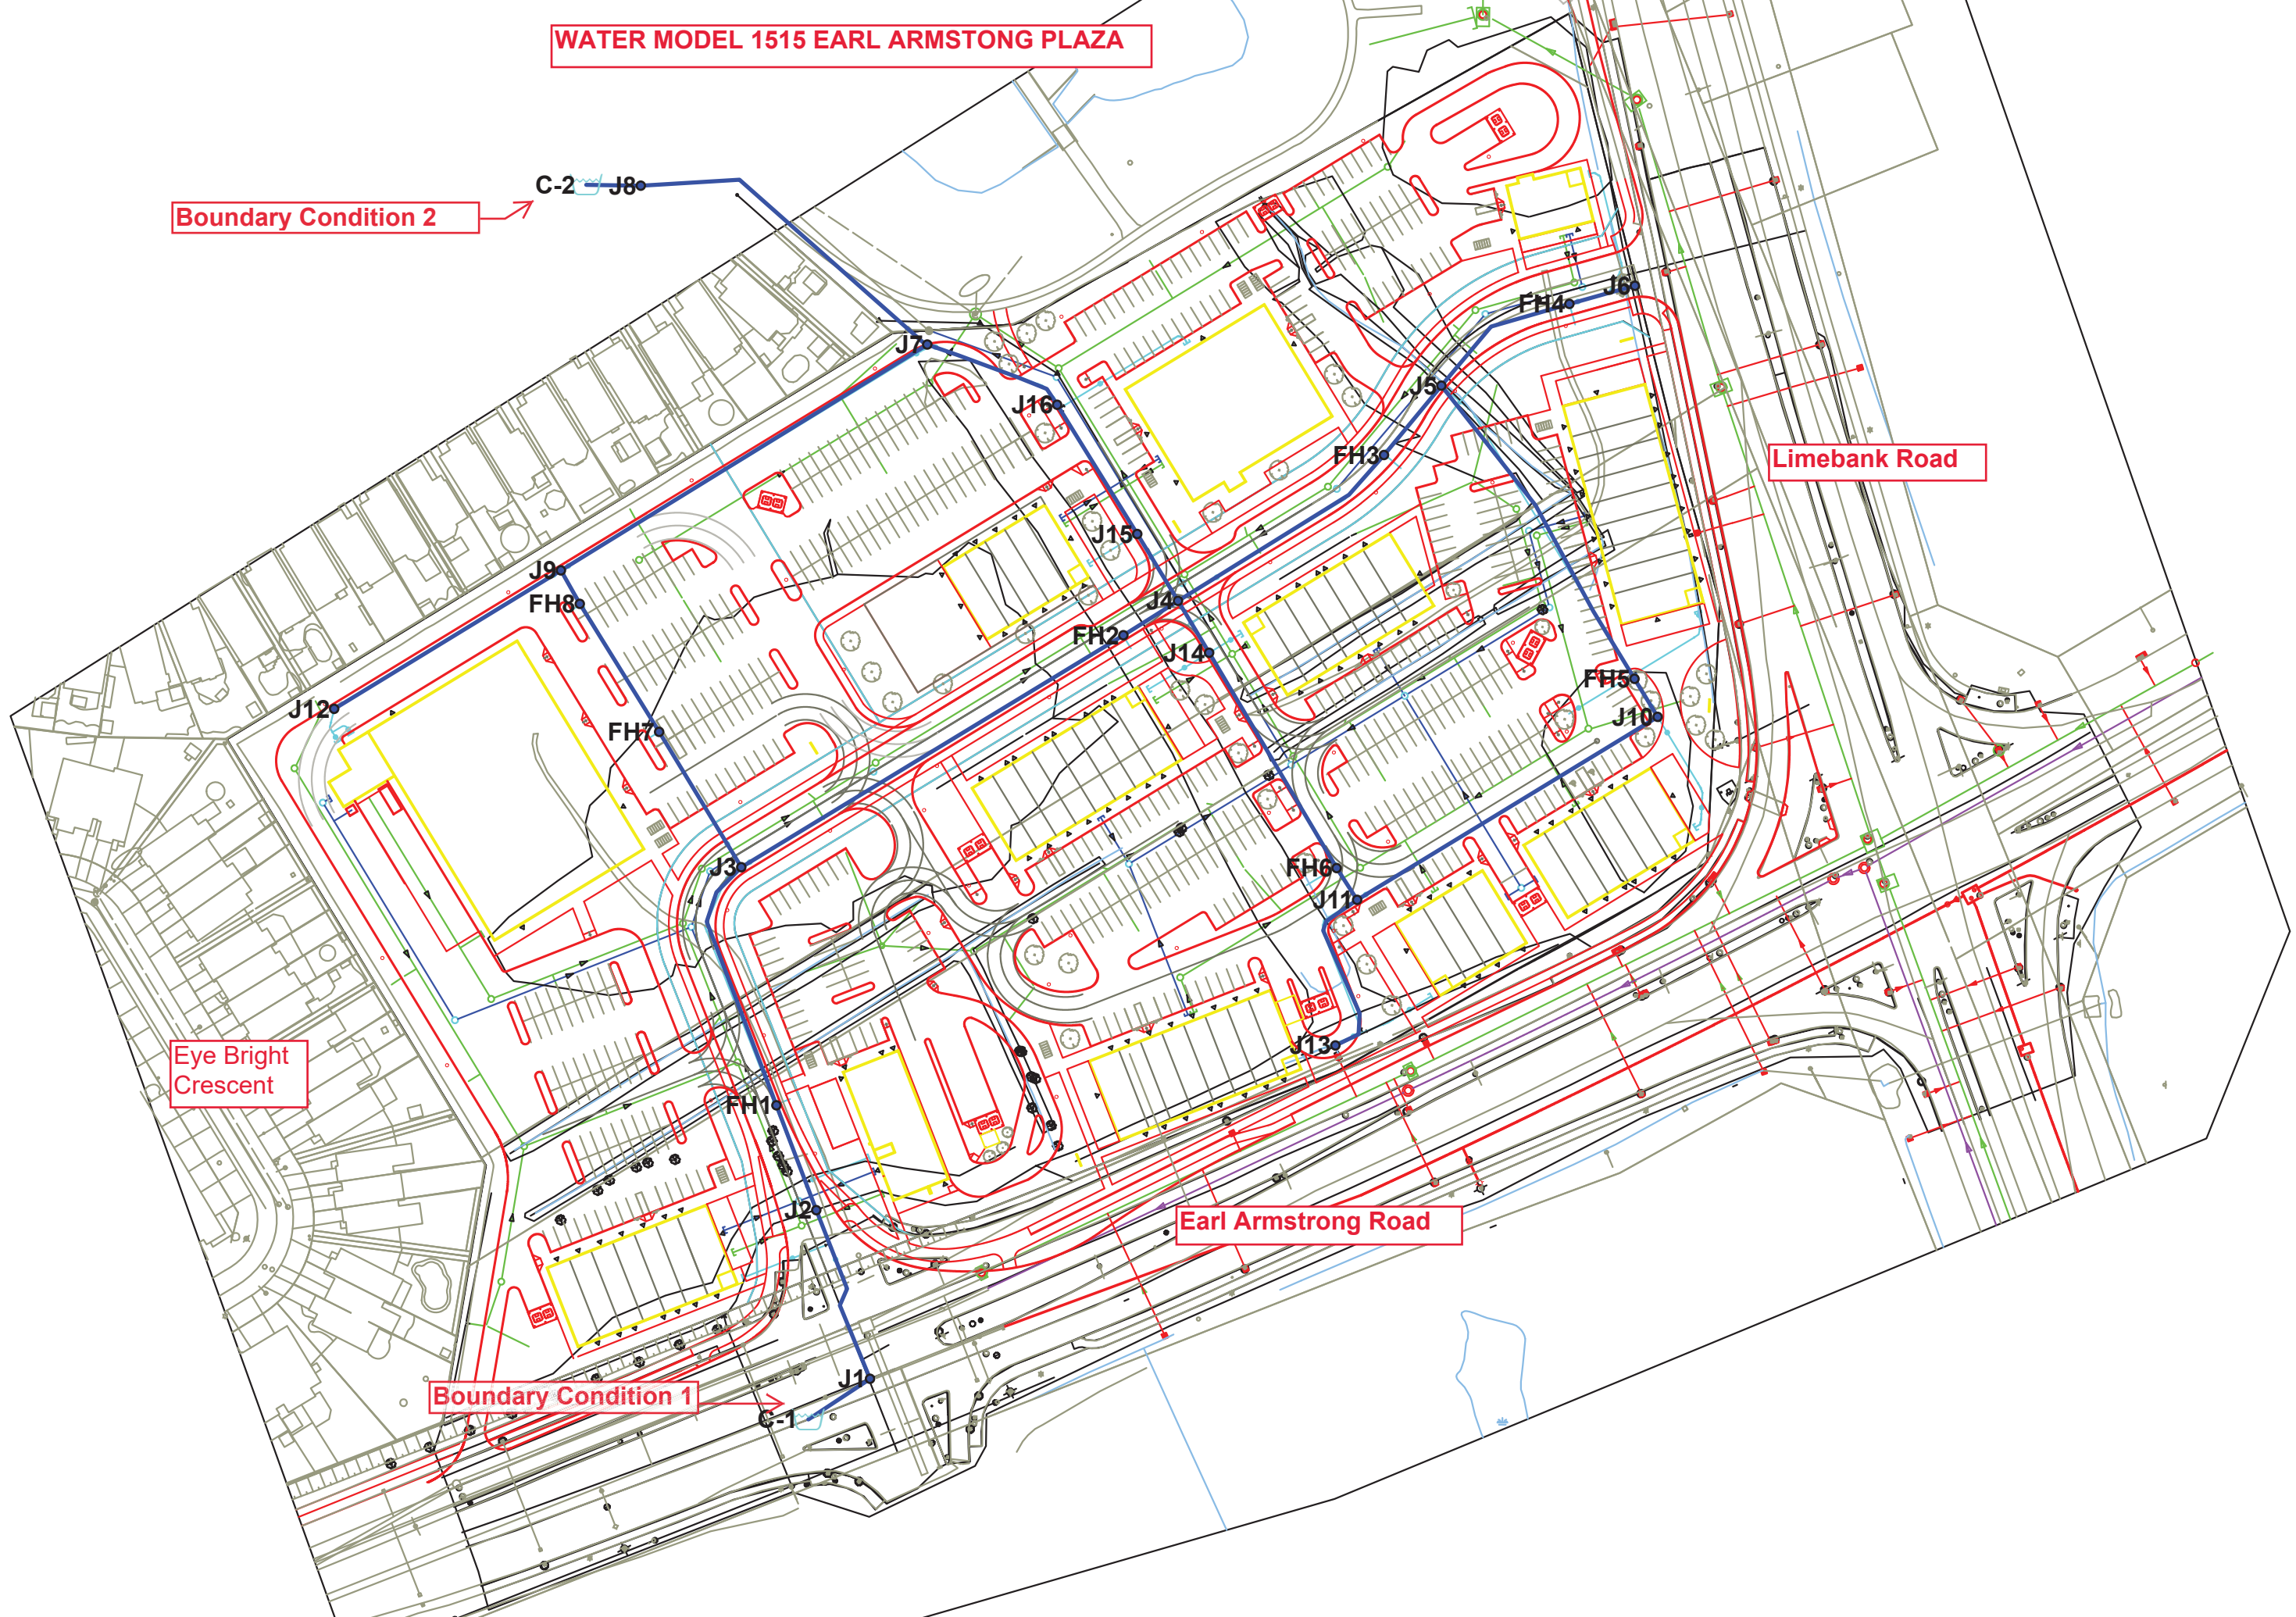 WATER MODEL 1515 EARL ARMSTONG PLAZA
C-2
J8
Boundary Condition 2
J6
FH4
J7
J5
J16
FH3
Limebank Road
J15
J9
FH8
J4
FH2
J14
FH5
J12
J10
FH7
J3
FH6
J11
J13
Eye Bright
Crescent
FH1
J2
Earl Armstrong Road
J1
Boundary Condition 1
C-1